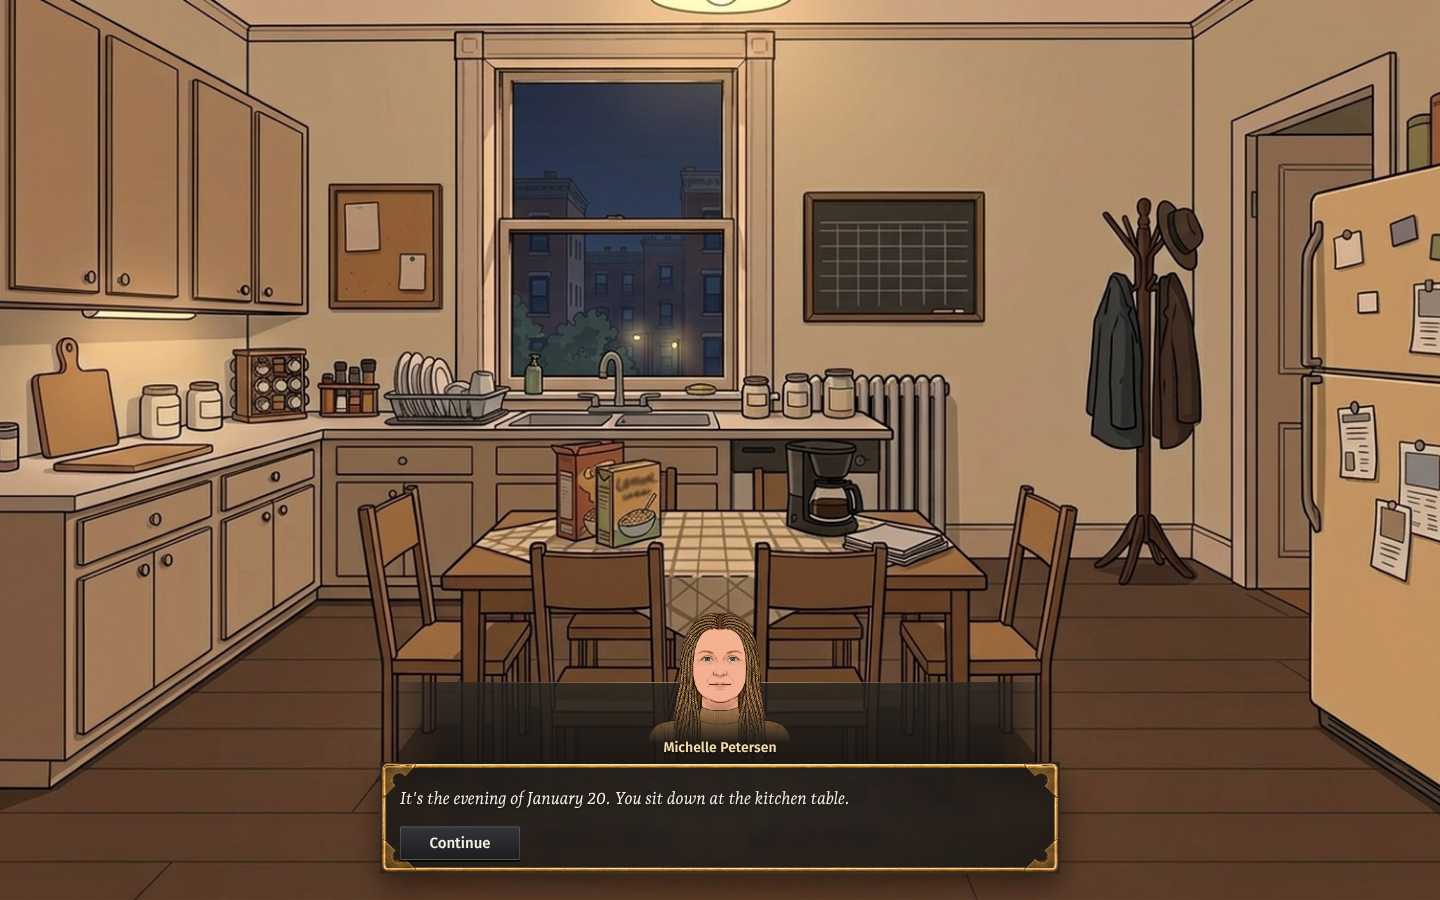 Michelle Petersen
It's the evening of January 20. You sit down at the kitchen table.
Continue